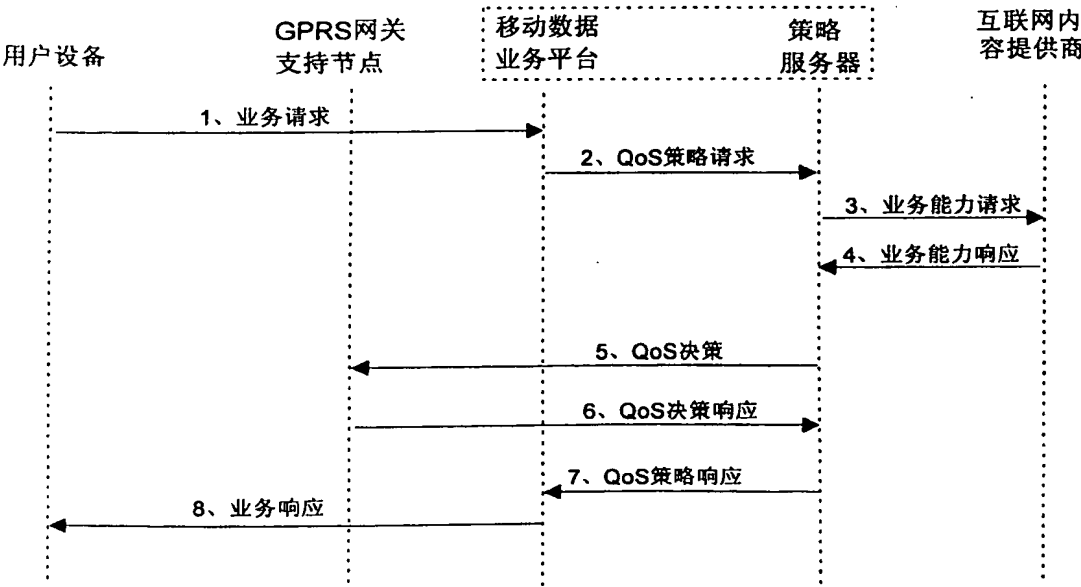 用户设备
GPRS网关
支持节点
移动数据
业务平台
策略
服务器
互联网内
容提供商
1、业务请求
2、QoS策略请求
3、业务能力请求
4、业务能力响应
5、QoS决策
6、QoS决策响应
7、QoS策略响应
8、业务响应